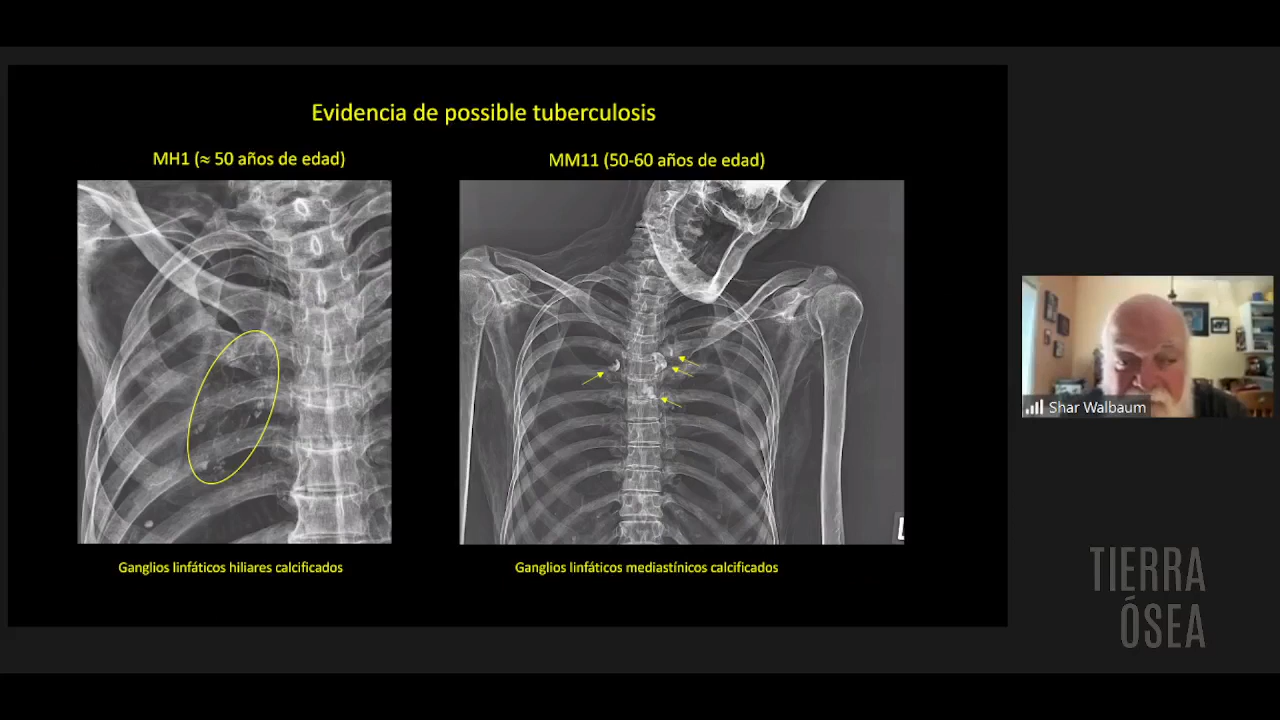 Evidencia de possible tuberculosis
MH1 (≈ 50 años de edad)
MM11 (50-60 años de edad)
L
Ganglios linfáticos hiliares calcificados
Ganglios linfáticos mediastínicos calcificados
Shar Walbaum
TIERRA
ÓSEA